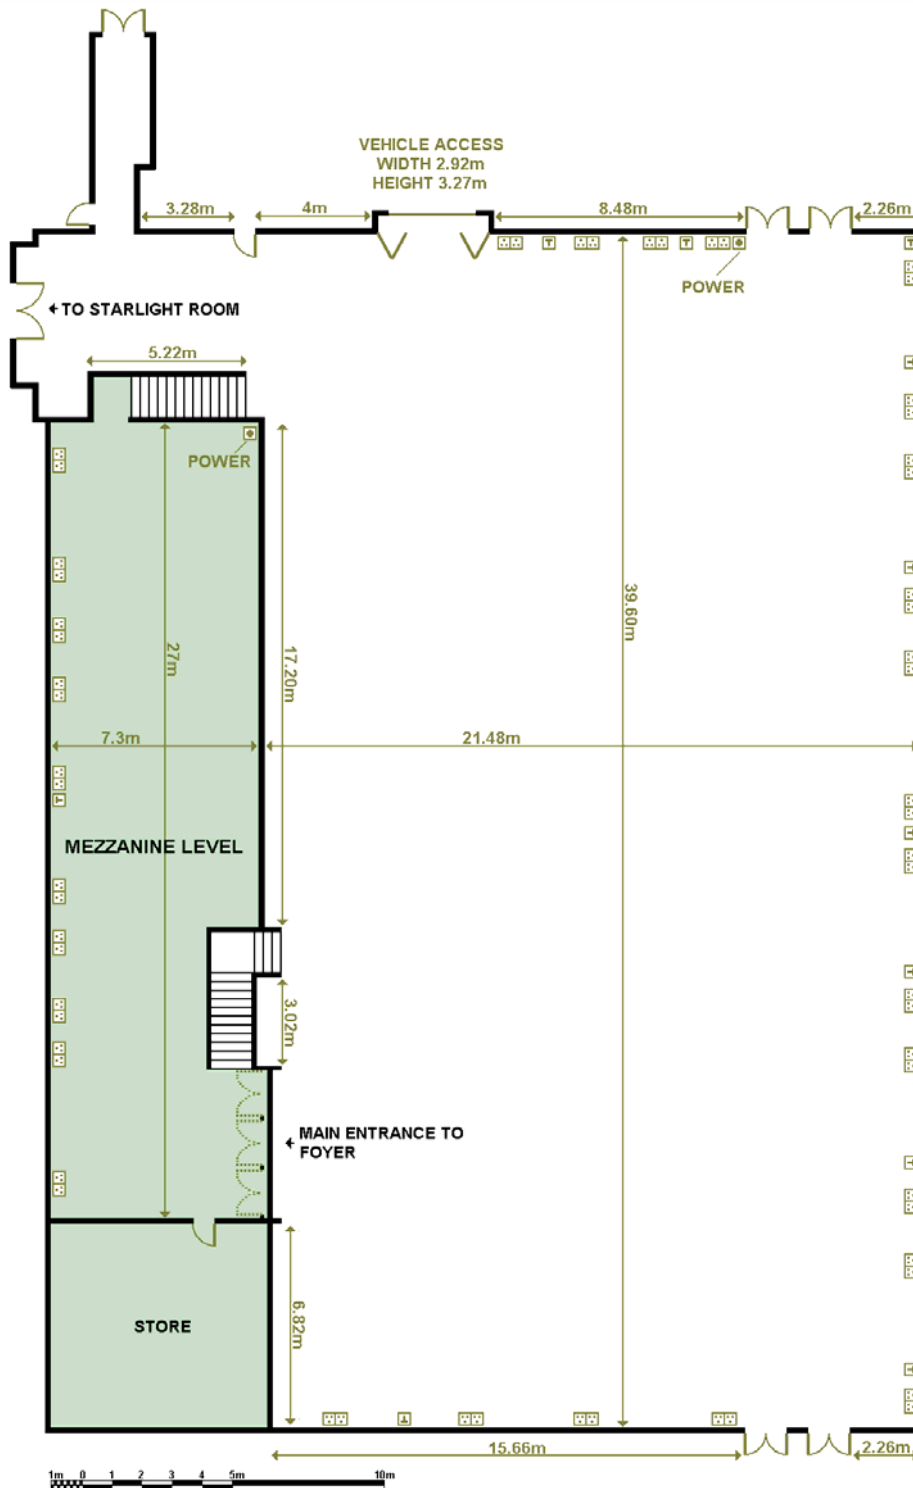 VEHICLE ACCESS
WIDTH 2.92m
HEIGHT 3.27m
3.28m
4m
8.48m
2.26m
POWER
TO STARLIGHT ROOM
5.22m
POWER
39.60m
27m
17.20m
7.3m
21.48m
MEZZANINE LEVEL
3.02m
MAIN ENTRANCE TO
FOYER
6.82m
STORE
15.66m
2.26m
1m 0 1 2 3 4 5m 10m